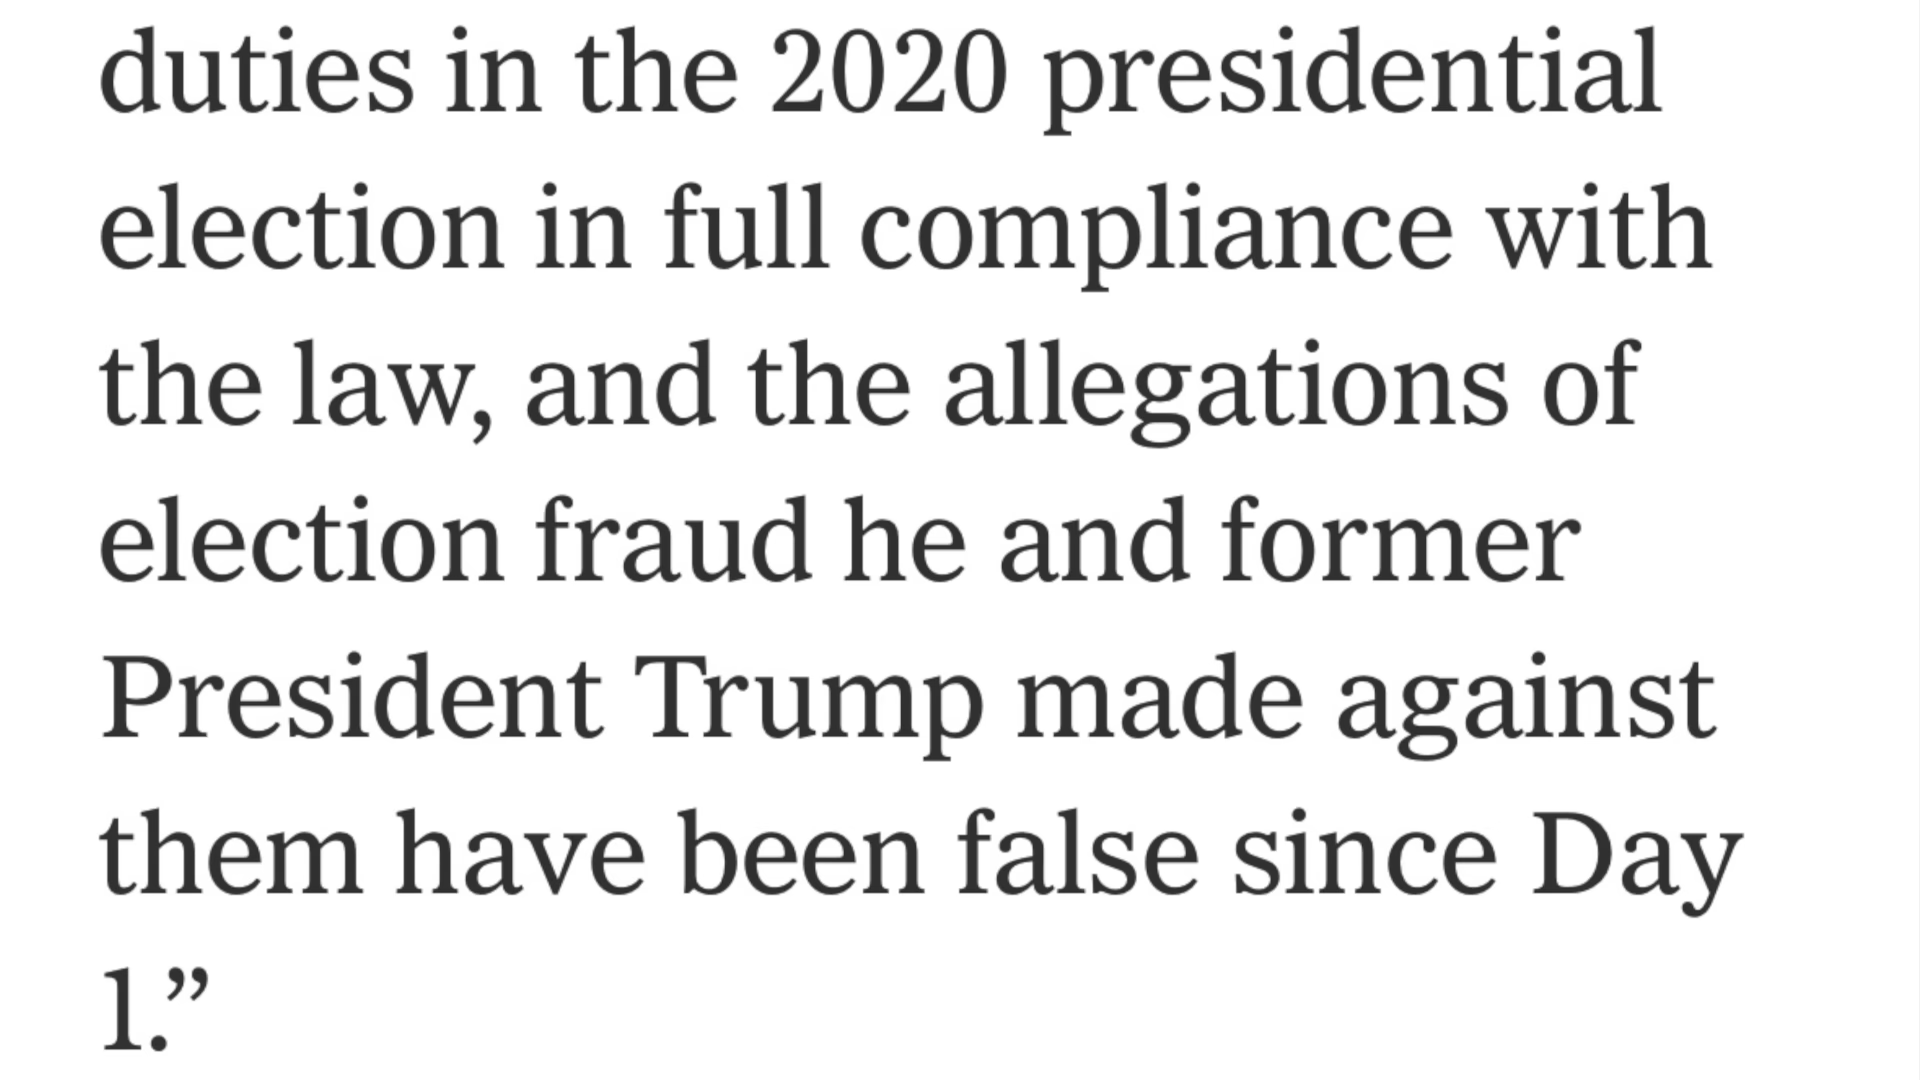 duties in the 2020 presidential
election in full compliance with
the law, and the allegations of
election fraud he and former
President Trump made against
them have been false since Day
1.”